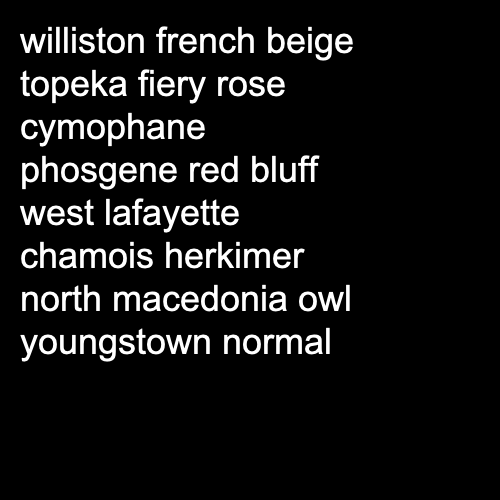 williston french beige
topeka fiery rose
cymophane
phosgene red bluff
west lafayette
chamois herkimer
north macedonia owl
youngstown normal